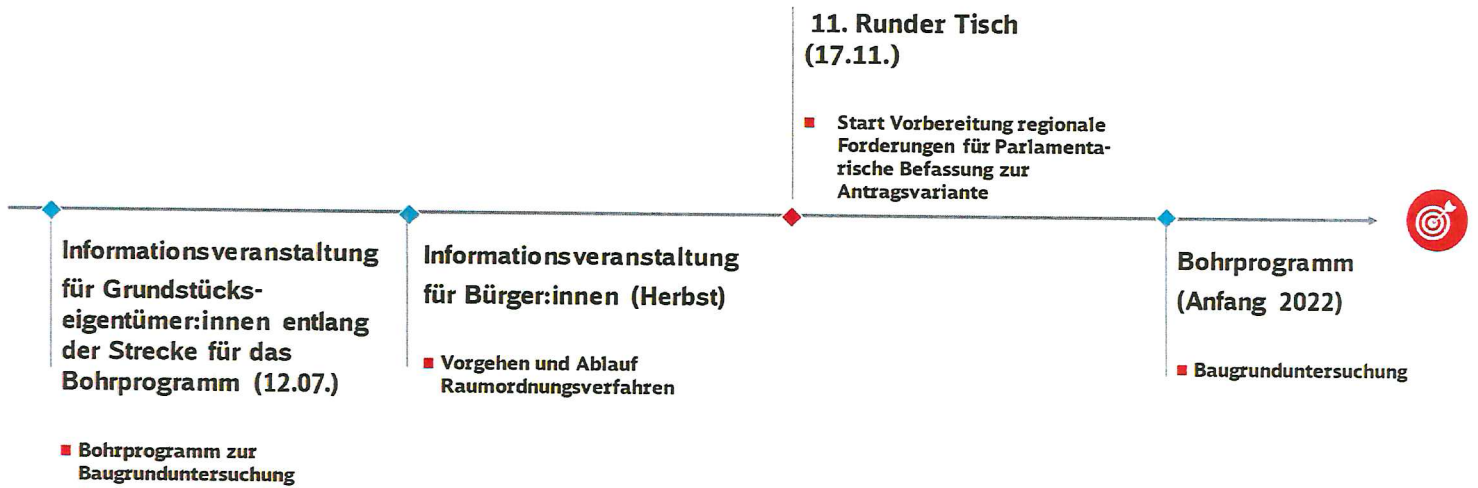 11. Runder Tisch
(17.11.)
Start Vorbereitung regionale
Forderungen für Parlamenta-
rische Befassung zur
Antragsvariante
Informationsveranstaltung
für Grundstücks-
eigentümer:innen entlang
der Strecke für das
Bohrprogramm (12.07.)
Bohrprogramm zur
Baugrunduntersuchung
Informationsveranstaltung
für Bürger:innen (Herbst)
Vorgehen und Ablauf
Raumordnungsverfahren
Bohrprogramm
(Anfang 2022)
Baugrunduntersuchung